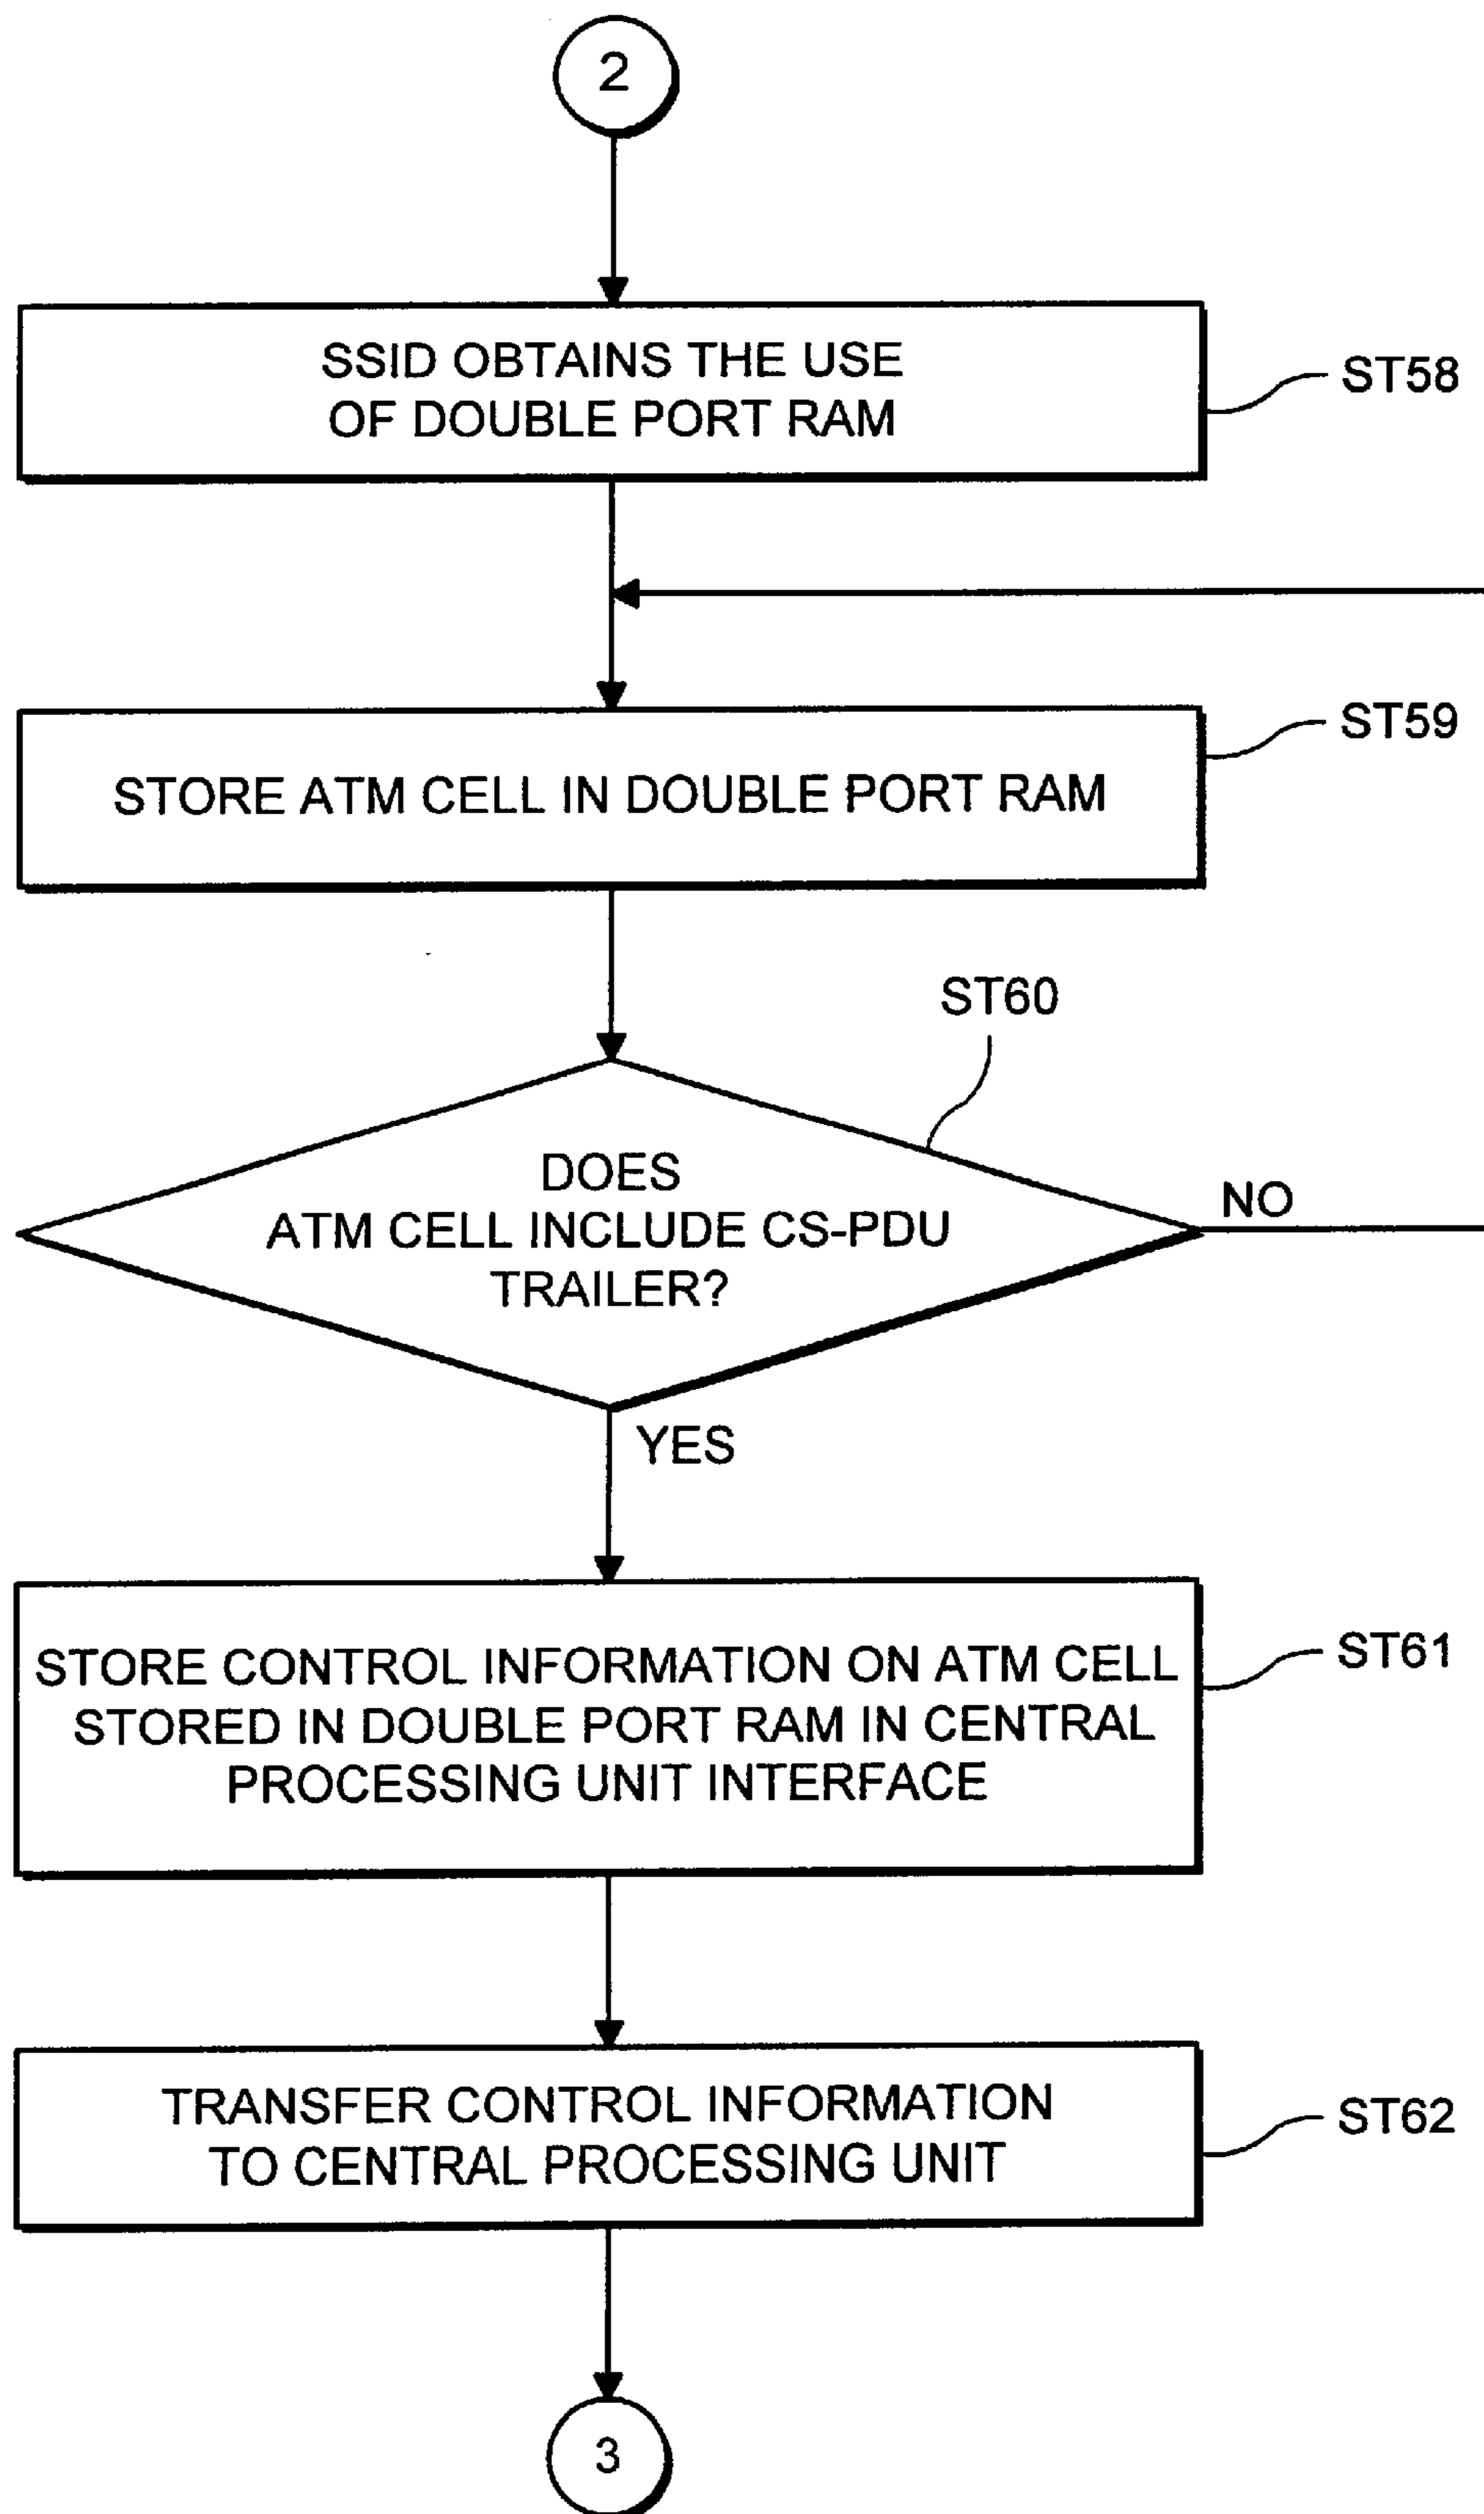 2
SSID OBTAINS THE USE
OF DOUBLE PORT RAM
ST58
STORE ATM CELL IN DOUBLE PORT RAM
ST59
ST60
DOES
ATM CELL INCLUDE CS-PDU
TRAILER?
NO
YES
STORE CONTROL INFORMATION ON ATM CELL
STORED IN DOUBLE PORT RAM IN CENTRAL
PROCESSING UNIT INTERFACE
ST61
TRANSFER CONTROL INFORMATION
TO CENTRAL PROCESSING UNIT
ST62
3